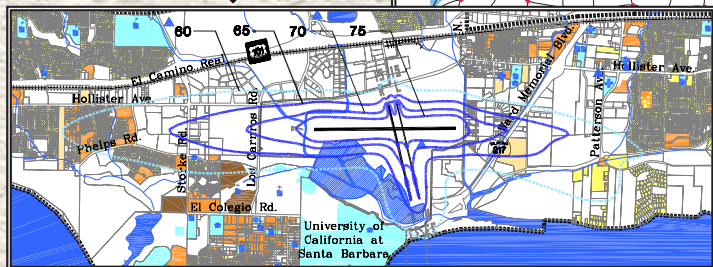 60 65 70 75
101
El Camino Real
Hollister Ave.
Hollister Ave.
Ward Memorial Blvd.
Patterson Ave.
Phelps Rd.
Storke Rd.
Los Carneros Rd.
217
El Colegio Rd.
University of
California at
Santa Barbara